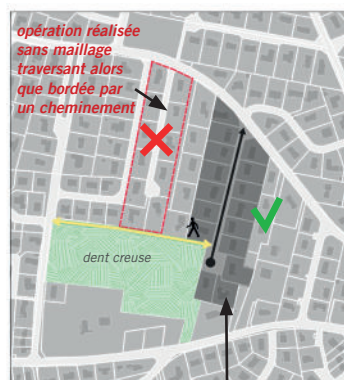 opération réalisée
sans maillage
traversant alors
que bordée par
un cheminement
dent creuse